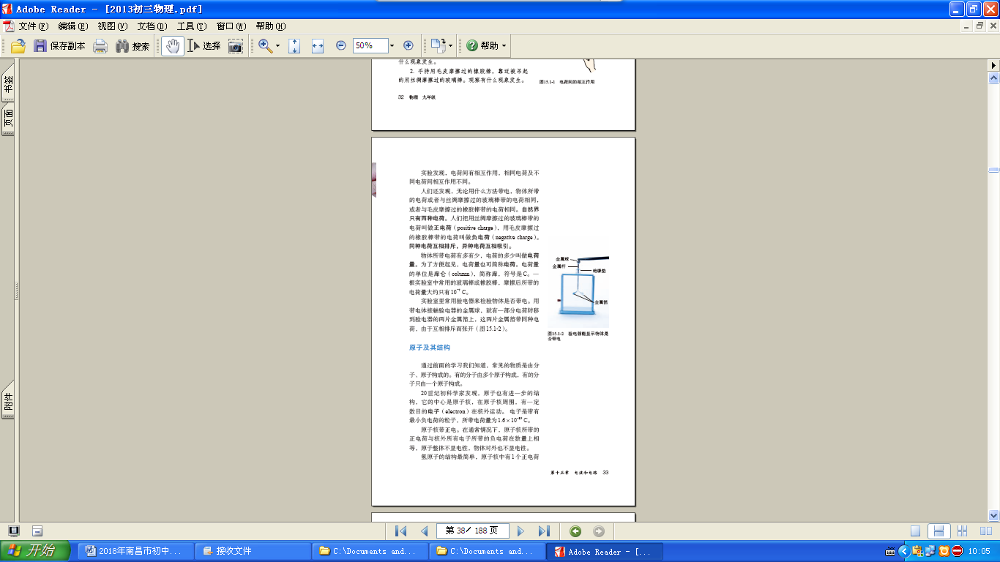 Adobe Reader - [2013初三物理.pdf]
文件(F) 编辑(E) 视图(V) 文档(D) 工具(T) 窗口(W) 帮助(H)
保存副本 搜索 选择 50% 帮助
书签
页面
附件
什么现象发生。
2. 手持用毛皮摩擦过的橡胶棒，靠近被吊起
的用丝绸摩擦过的玻璃棒。观察有什么现象发生。
图15.1-1 电荷间的相互作用
32 物理 九年级
实验发现，电荷间有相互作用，相同电荷及不
同电荷间相互作用不同。
人们还发现，无论用什么方法带电，物体所带
的电荷或者与丝绸摩擦过的玻璃棒带的电荷相同，
或者与毛皮摩擦过的橡胶棒带的电荷相同。自然界
只有两种电荷。人们把用丝绸摩擦过的玻璃棒带的
电荷叫做正电荷（positive charge），用毛皮摩擦过
的橡胶棒带的电荷叫做负电荷（negative charge）。
同种电荷互相排斥，异种电荷互相吸引。
物体所带电荷有多有少，电荷的多少叫做电荷
量。为了方便起见，电荷量也可简称电荷。电荷量
的单位是库仑（column），简称库，符号是 C。一
根实验室中常用的玻璃棒或橡胶棒，摩擦后所带的
电荷量大约只有 10⁻⁷ C。
实验室里常用验电器来检验物体是否带电。用
带电体接触验电器的金属球，就有一部分电荷转移
到验电器的两片金属箔上，这两片金属箔带同种电
荷，由于互相排斥而张开（图 15.1-2）。
金属球
金属杆
绝缘垫
金属箔
图15.1-2 验电器能显示物体是
否带电
原子及其结构
通过前面的学习我们知道，常见的物质是由分
子、原子构成的。有的分子由多个原子构成，有的分
子只由一个原子构成。
20 世纪初科学家发现，原子也有进一步的结
构，它的中心是原子核，在原子核周围，有一定
数目的电子（electron）在核外运动。电子是带有
最小负电荷的粒子，所带电荷量为 1.6 × 10⁻¹⁹ C。
原子核带正电。在通常情况下，原子核所带的
正电荷与核外所有电子所带的负电荷在数量上相
等，原子整体不显电性，物体对外也不显电性。
氢原子的结构最简单，原子核中有 1 个正电荷
第十五章 电流和电路 33
第 38/ 188 页
开始 2018年南昌市初中... 接收文件 C:\Documents and... C:\Documents and... Adobe Reader - [... 10:05